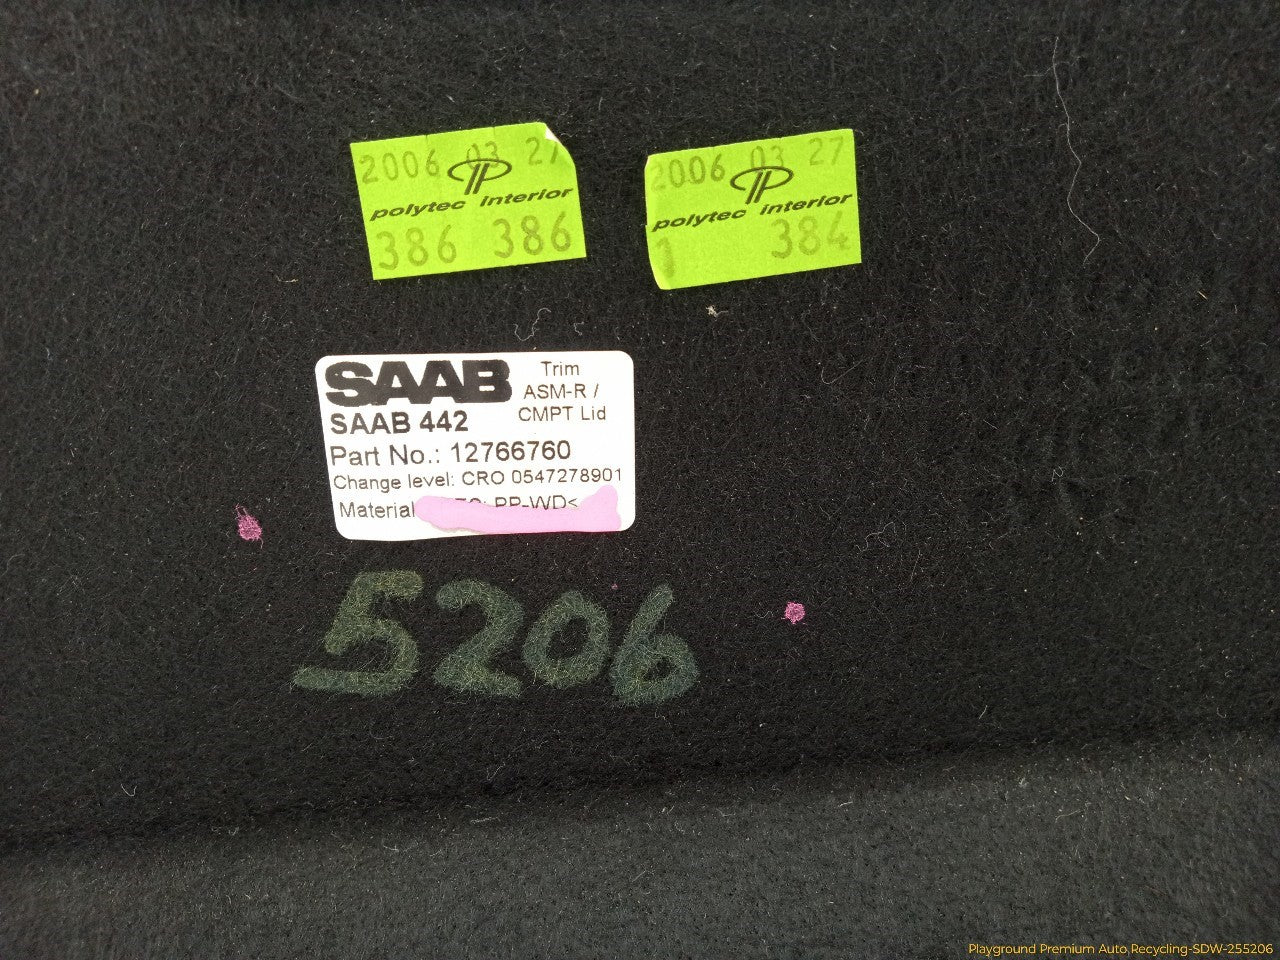 2006 03 27
polytec interior
386 386
2006 03 27
polytec interior
1 384
SAAB
Trim
ASM-R /
CMPT Lid
SAAB 442
Part No.: 12766760
Change level: CRO 0547278901
Material PP-WD<
5206
Playground Premium Auto Recycling-SDW-255206